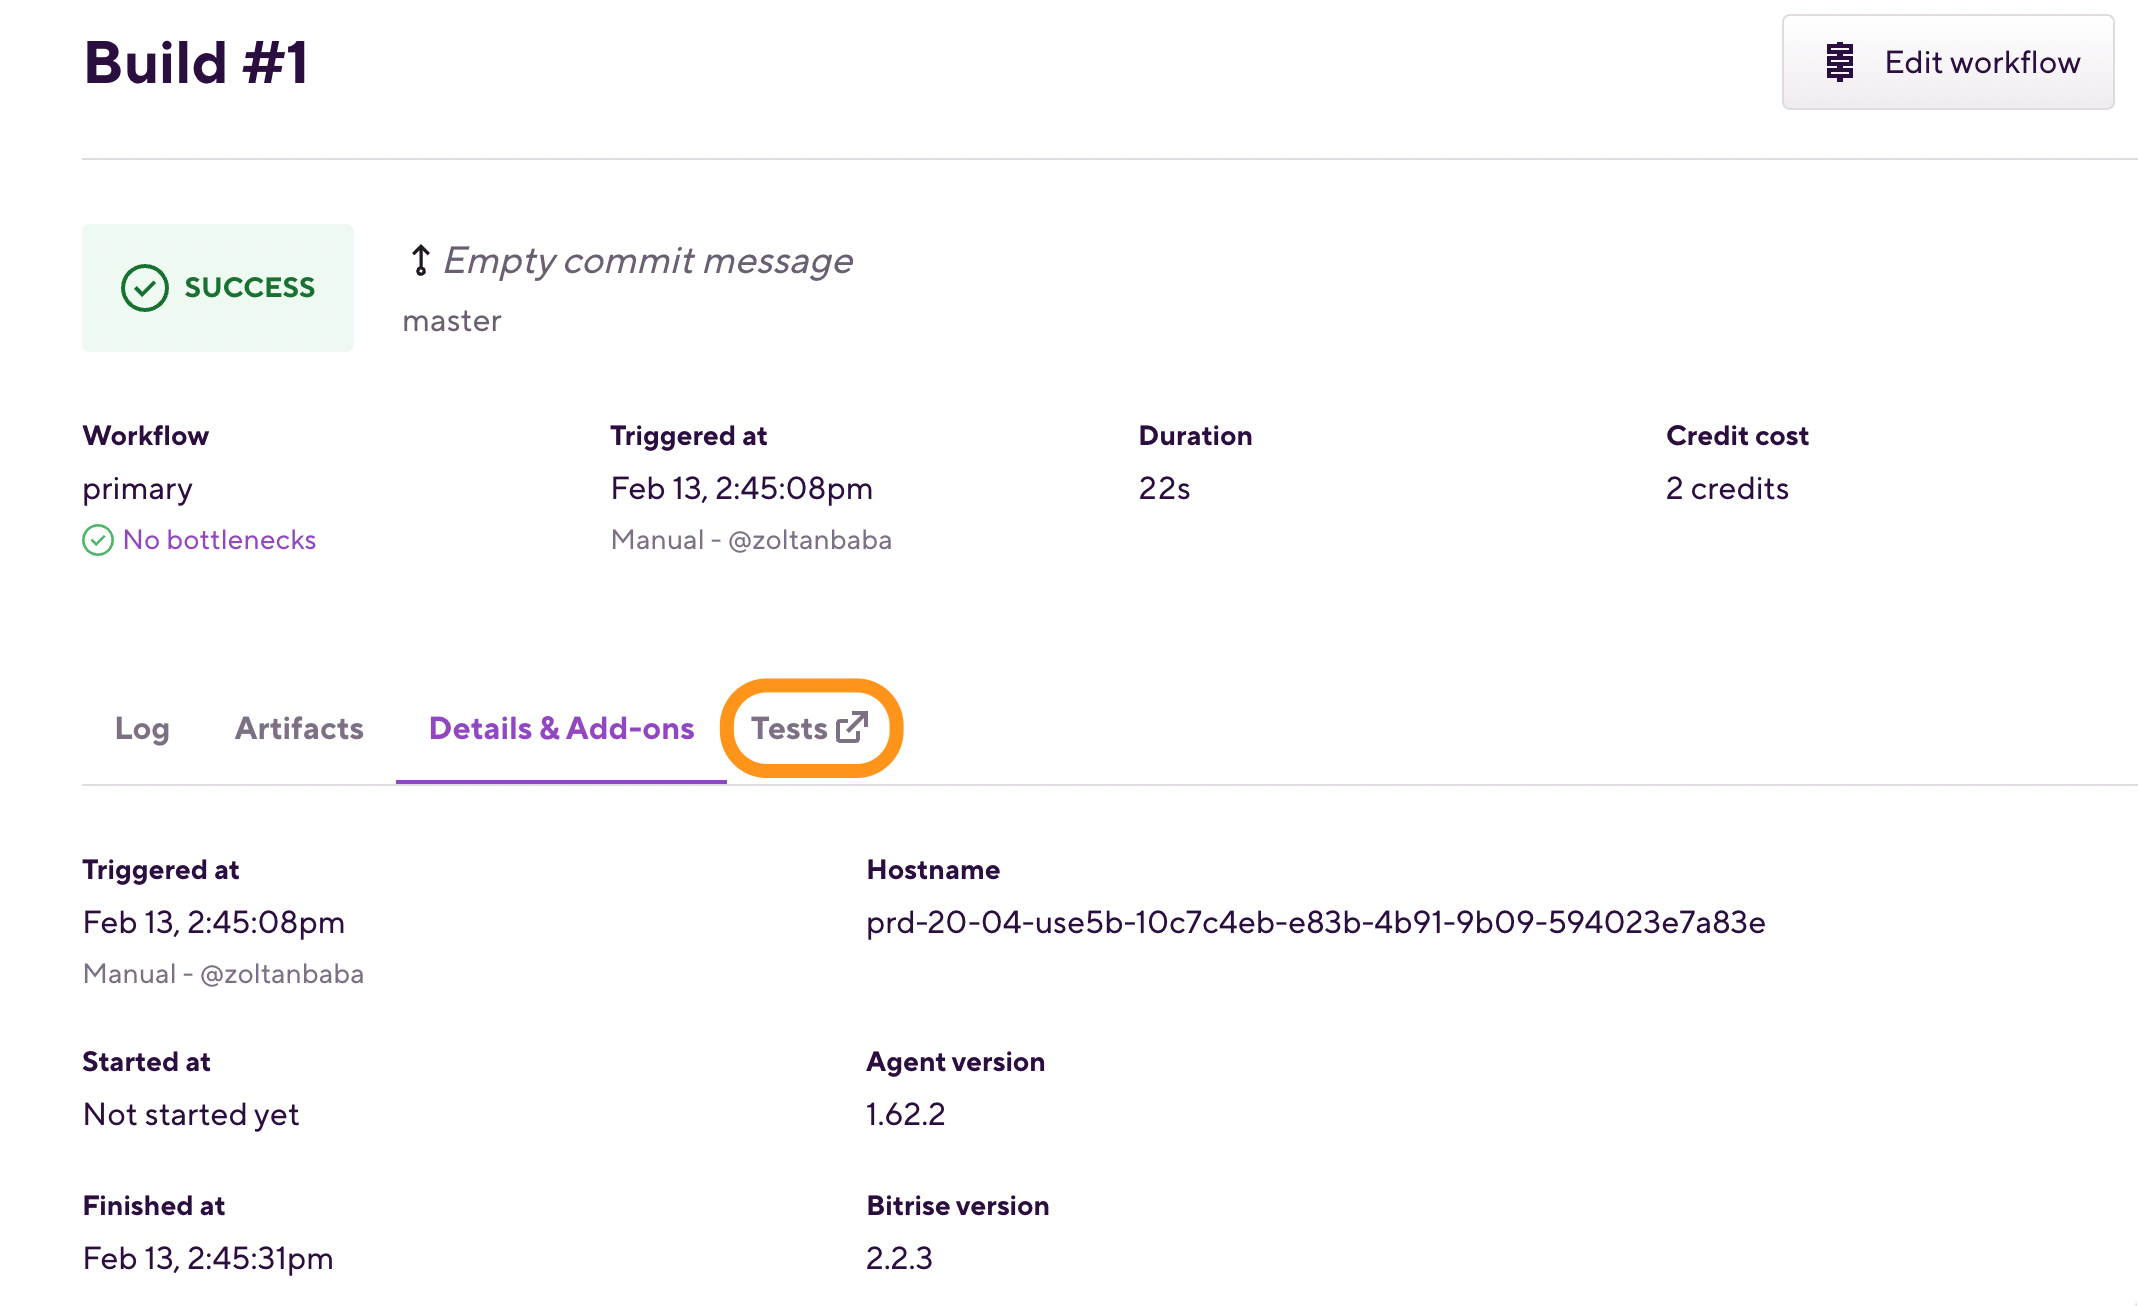 Build #1
Edit workflow
SUCCESS
Empty commit message
master
Workflow
Triggered at
Duration
Credit cost
primary
Feb 13, 2:45:08pm
22s
2 credits
No bottlenecks
Manual - @zoltanbaba
Log
Artifacts
Details & Add-ons
Tests
Triggered at
Hostname
Feb 13, 2:45:08pm
prd-20-04-use5b-10c7c4eb-e83b-4b91-9b09-594023e7a83e
Manual - @zoltanbaba
Started at
Agent version
Not started yet
1.62.2
Finished at
Bitrise version
Feb 13, 2:45:31pm
2.2.3